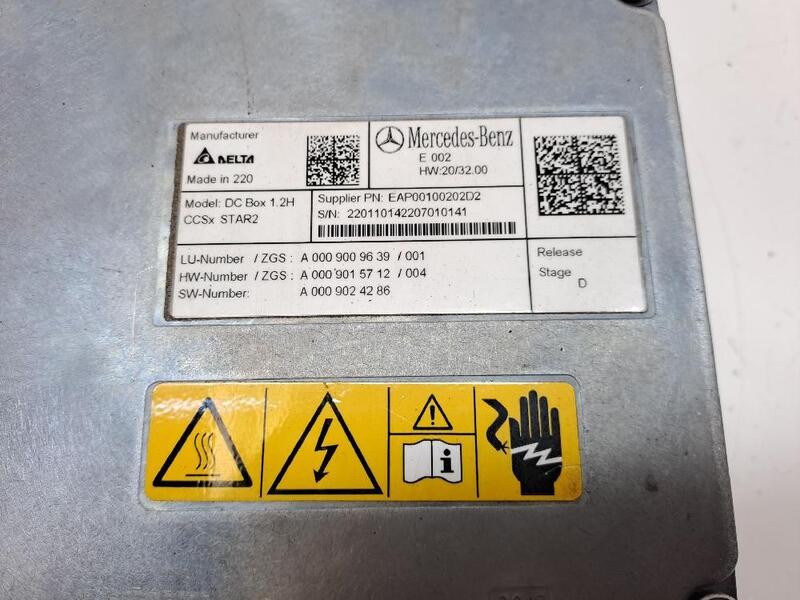 Manufacturer
DELTA
Made in 220
Mercedes-Benz
E 002
HW:20/32.00
Model: DC Box 1.2H
CCSx STAR2
Supplier PN: EAP00100202D2
S/N: 220110142207010141
LU-Number / ZGS : A 000 900 96 39 / 001
HW-Number / ZGS : A 000 901 57 12 / 004
SW-Number: A 000 902 42 86
Release
Stage
D
i